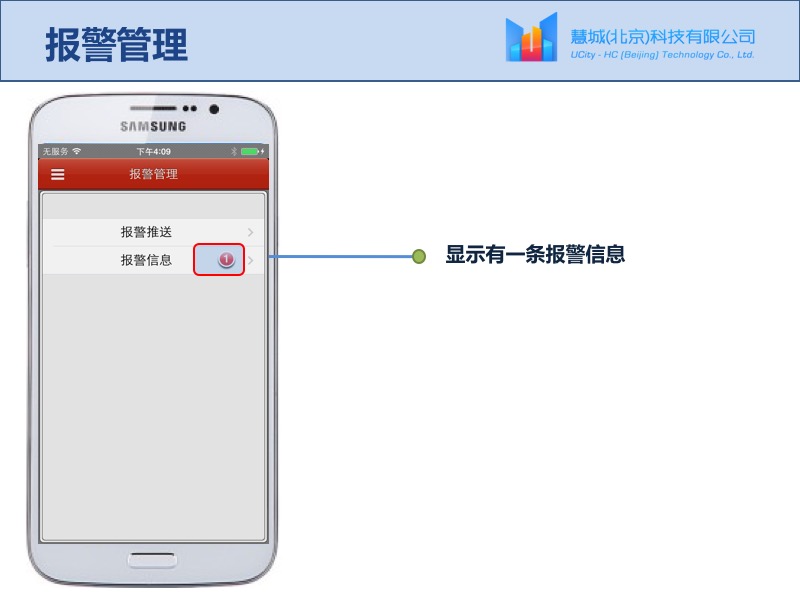 报警管理
慧城(北京)科技有限公司
UCity - HC (Beijing) Technology Co., Ltd.
SAMSUNG
无服务 下午4:09
报警管理
报警推送
报警信息 1
显示有一条报警信息